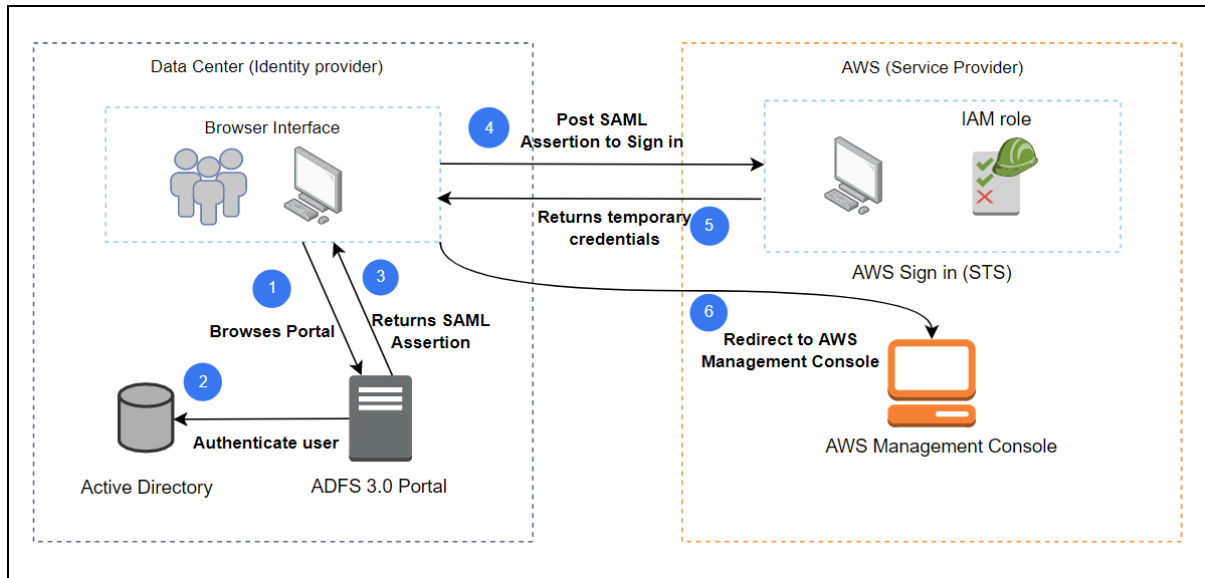 Data Center (Identity provider)
AWS (Service Provider)
Browser Interface
4
Post SAML
Assertion to Sign in
IAM role
Returns temporary
credentials
5
AWS Sign in (STS)
1
Browses Portal
3
Returns SAML
Assertion
6
Redirect to AWS
Management Console
2
Authenticate user
Active Directory
ADFS 3.0 Portal
AWS Management Console